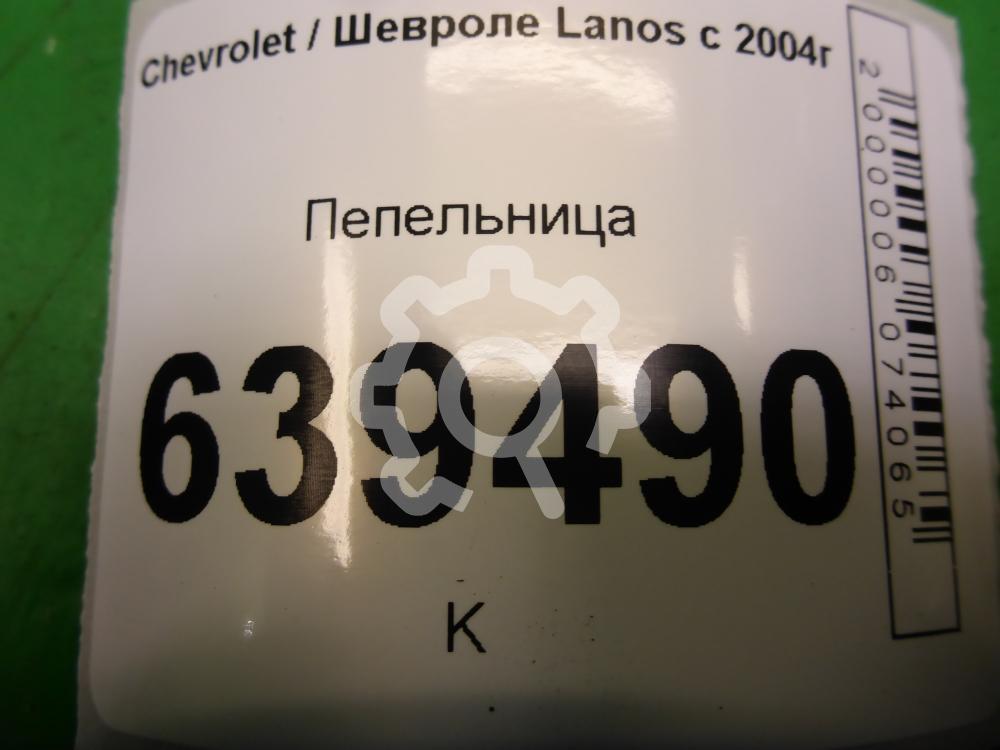 Chevrolet / Шевроле Lanos с 2004г
Пепельница
639490
К
2000006074065